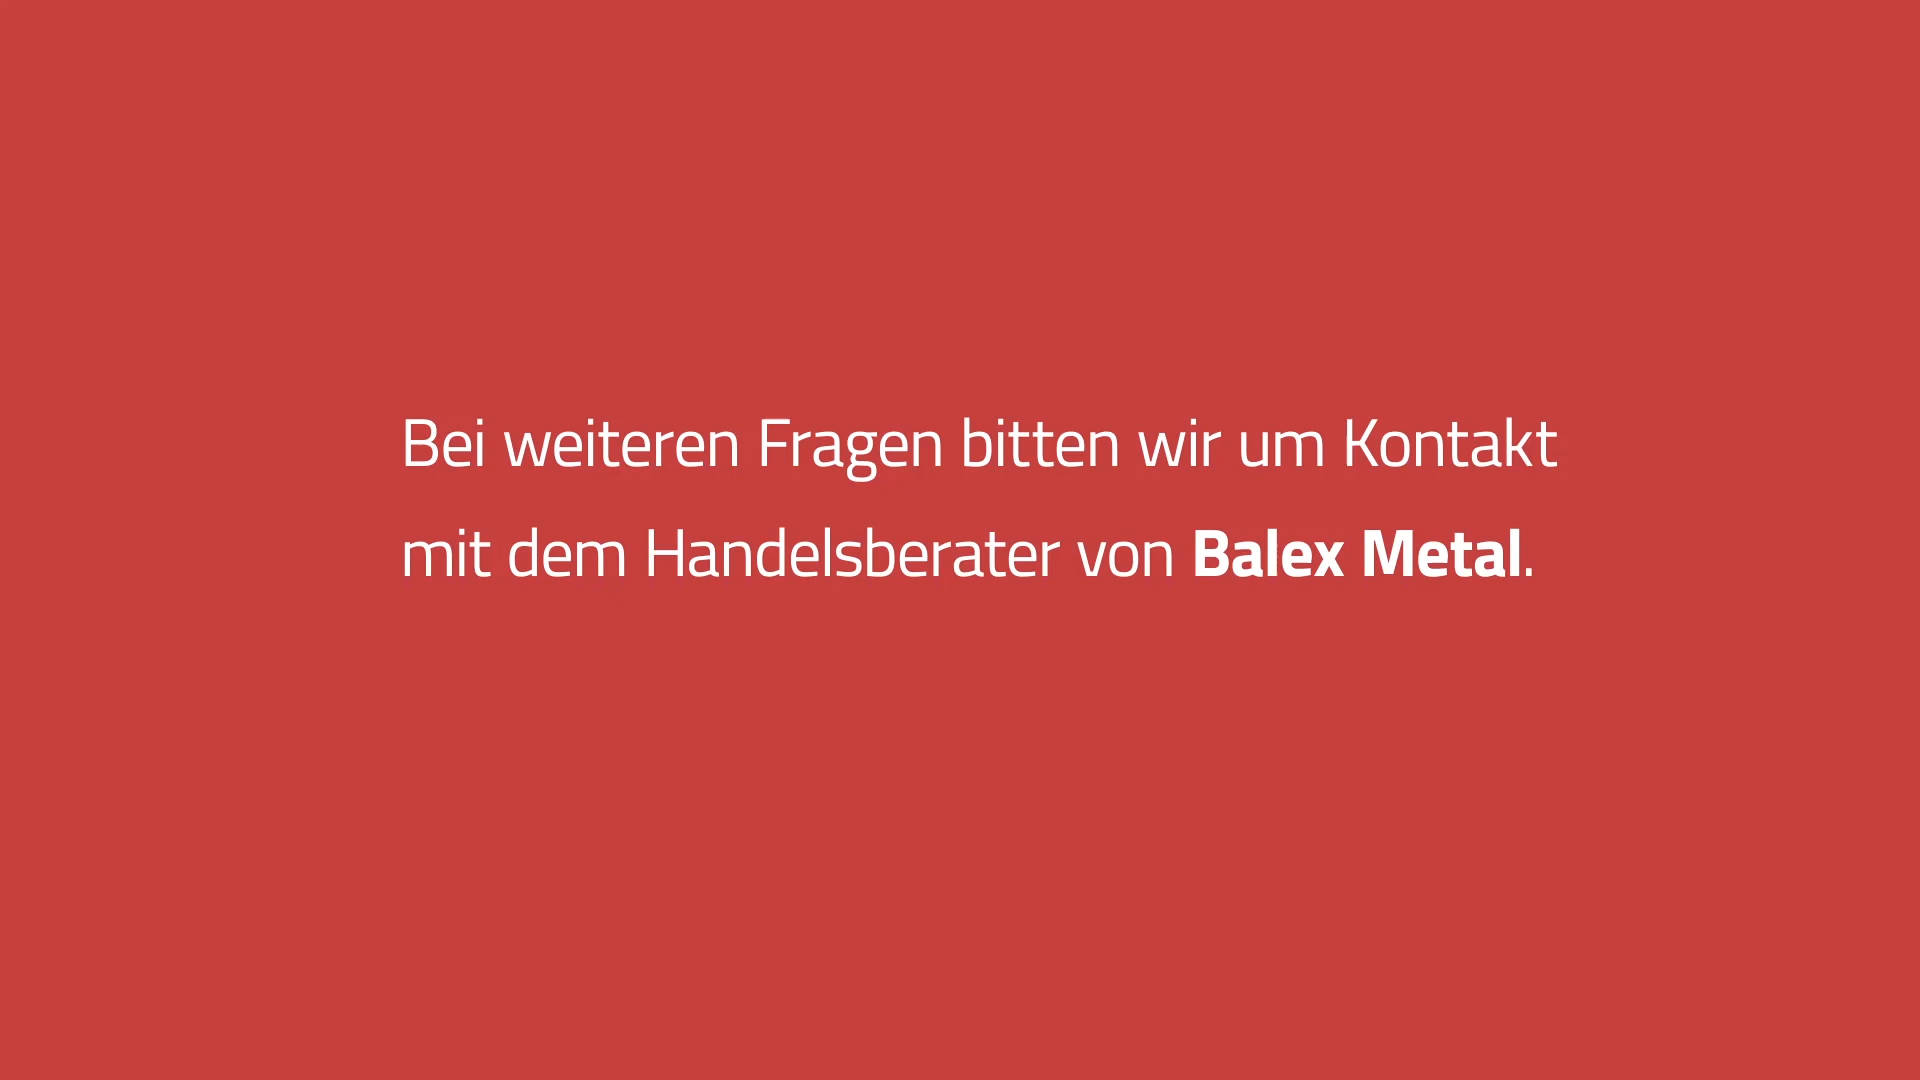 Bei weiteren Fragen bitten wir um Kontakt
mit dem Handelsberater von Balex Metal.